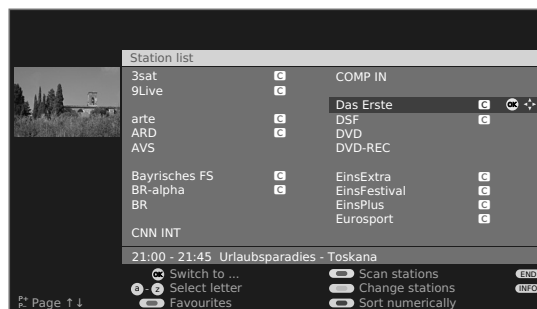 Station list
3sat C
9Live C
arte C
ARD C
AVS
Bayrisches FS C
BR-alpha C
BR
CNN INT
COMP IN
Das Erste C OK
DSF C
DVD
DVD-REC
EinsExtra C
EinsFestival C
EinsPlus C
Eurosport C
21:00 - 21:45 Urlaubsparadies - Toskana
OK Switch to ...
a - z Select letter
P+ P- Page ↑↓
Favourites
Scan stations
Change stations
Sort numerically
END
INFO